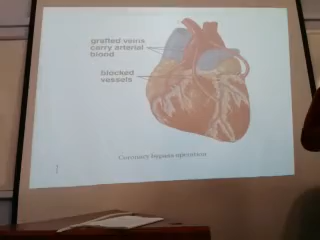 grafted veins
carry arterial
blood
blocked
vessels
Coronary bypass operation